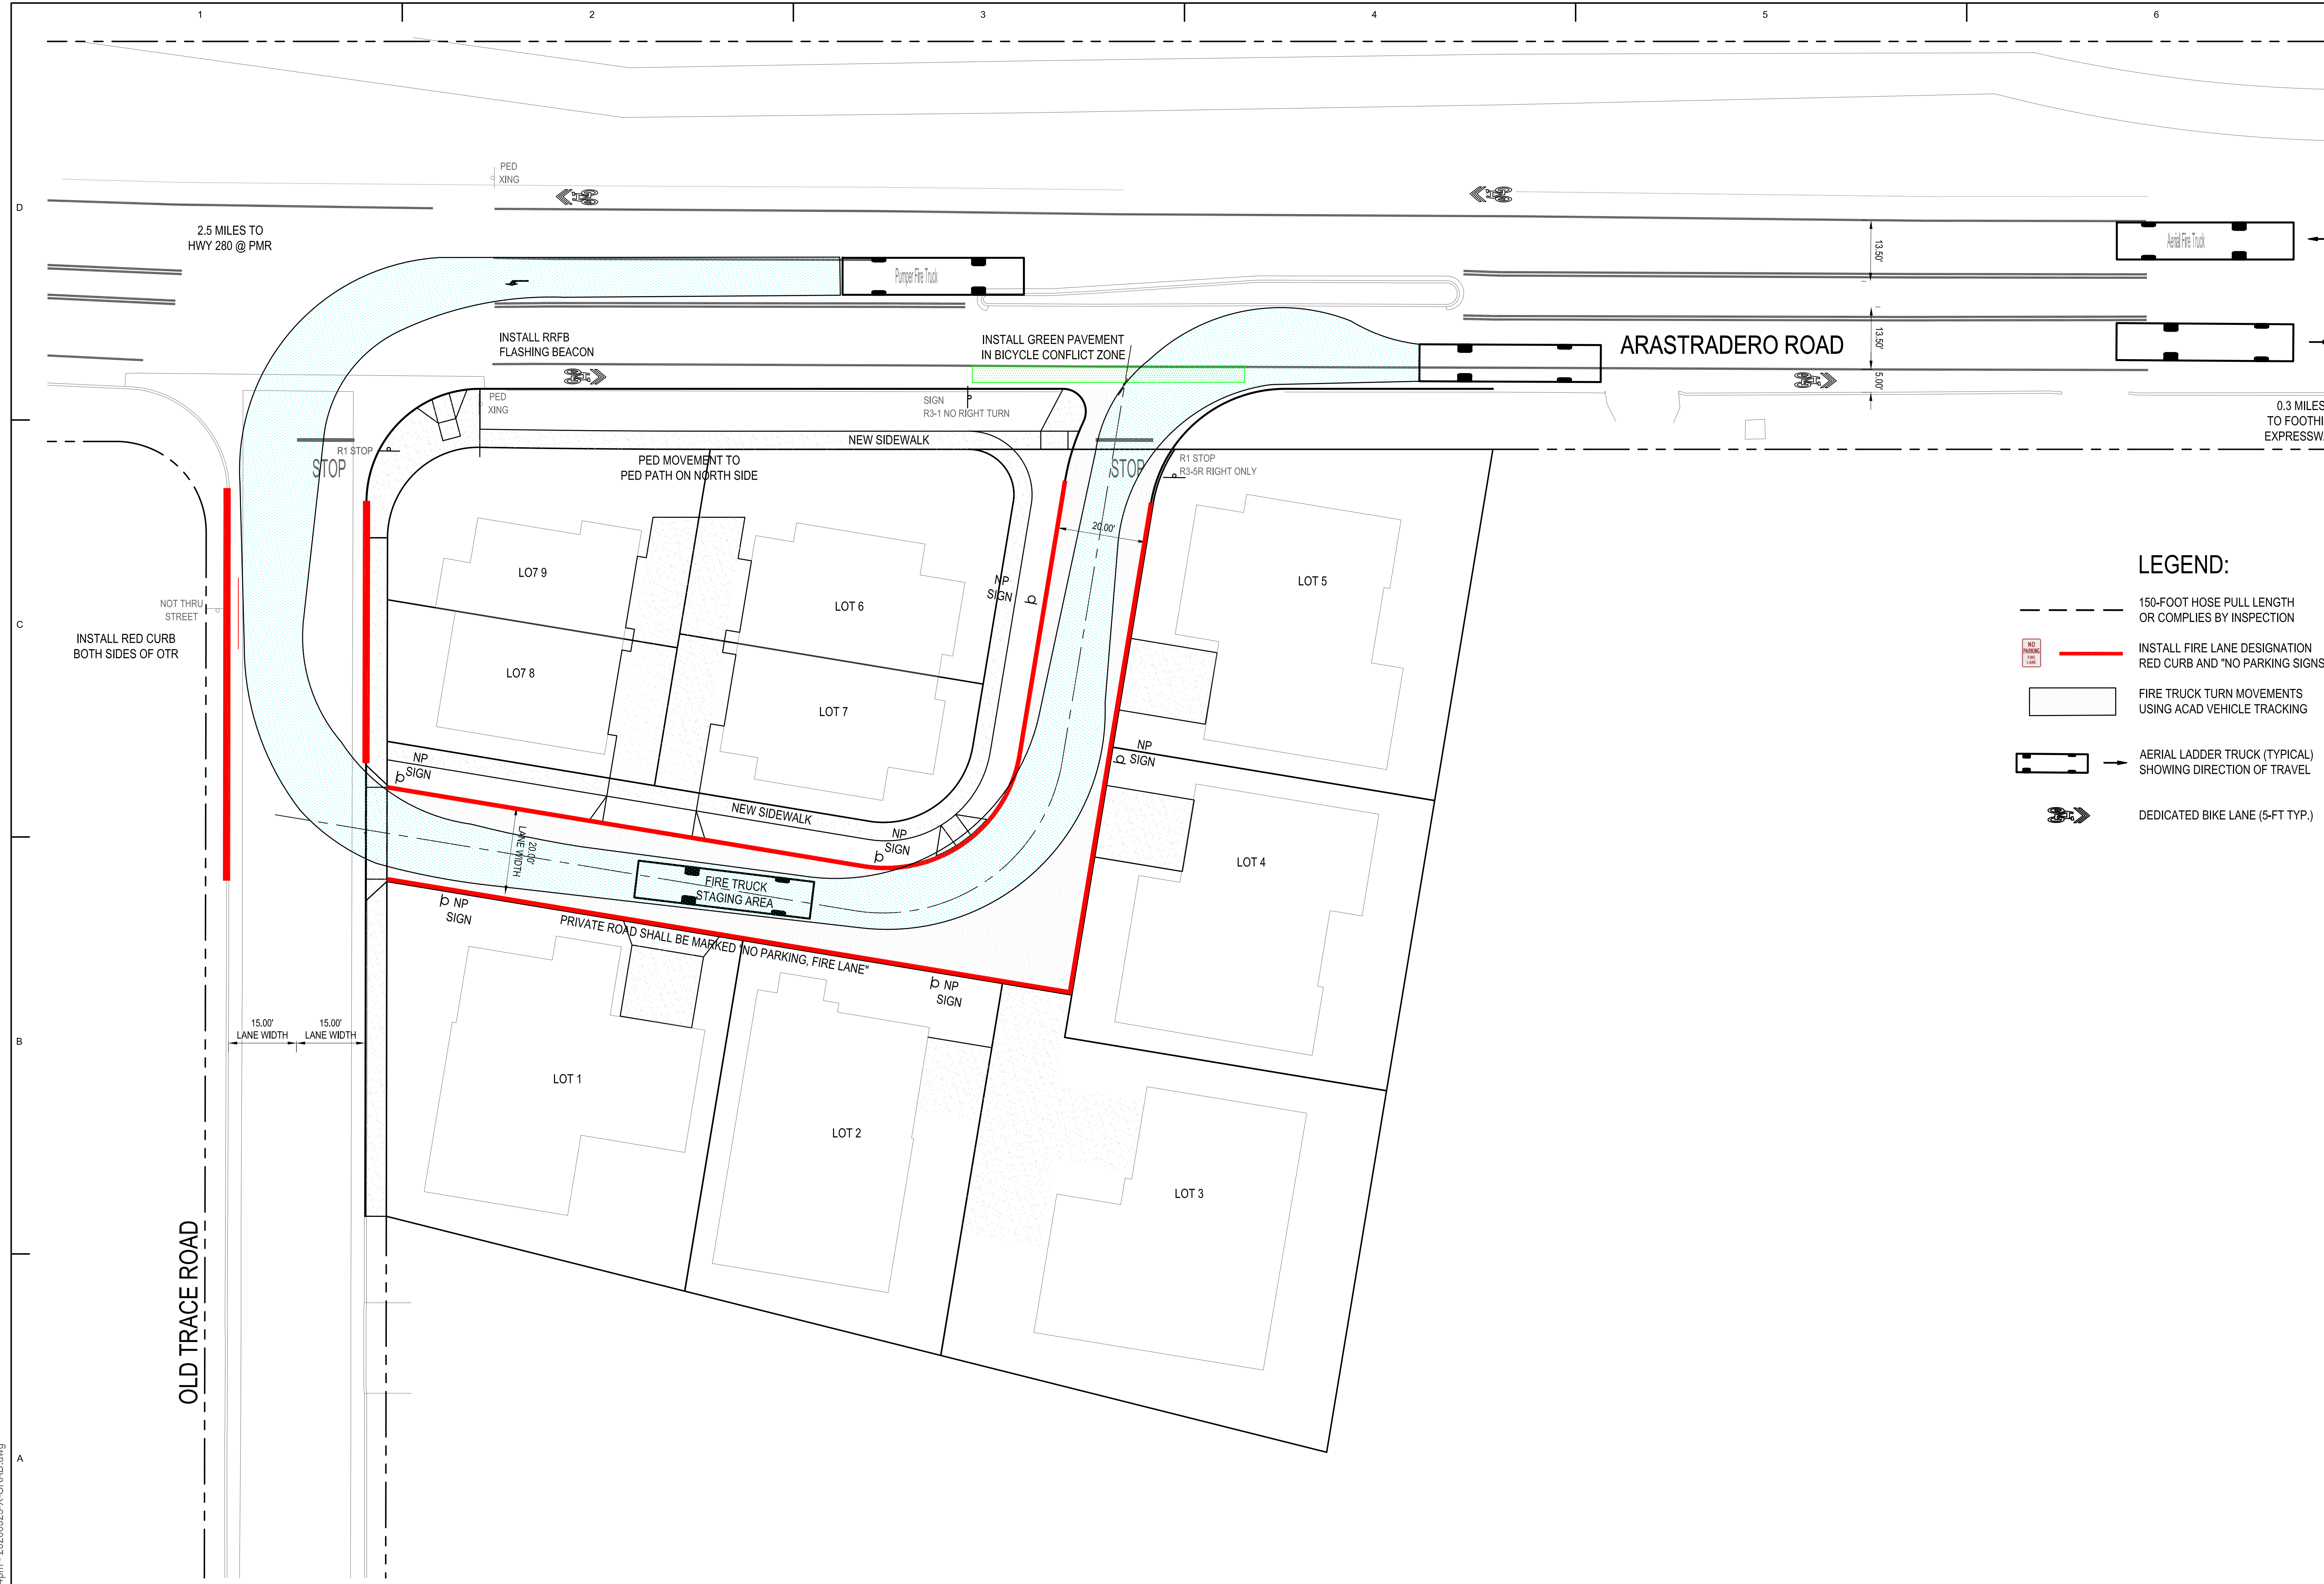 1
2
3
4
5
6
D
C
B
A
PED
XING
2.5 MILES TO
HWY 280 @ PMR
Pumper Fire Truck
Aerial Fire Truck
13.50'
13.50'
5.00'
INSTALL RRFB
FLASHING BEACON
INSTALL GREEN PAVEMENT
IN BICYCLE CONFLICT ZONE
ARASTRADERO ROAD
PED
XING
SIGN
R3-1 NO RIGHT TURN
0.3 MILES
TO FOOTHI
EXPRESSW
NEW SIDEWALK
R1 STOP
STOP
PED MOVEMENT TO
PED PATH ON NORTH SIDE
STOP
R1 STOP
R3-5R RIGHT ONLY
20.00'
LO7 9
LOT 6
NP
SIGN
LOT 5
NOT THRU
STREET
INSTALL RED CURB
BOTH SIDES OF OTR
LO7 8
LOT 7
NP
SIGN
NP
SIGN
NEW SIDEWALK
NP
SIGN
20.00'
LANE WIDTH
FIRE TRUCK
STAGING AREA
LOT 4
NP
SIGN
PRIVATE ROAD SHALL BE MARKED "NO PARKING, FIRE LANE"
NP
SIGN
15.00'
LANE WIDTH
15.00'
LANE WIDTH
LOT 1
LOT 2
LOT 3
OLD TRACE ROAD
LEGEND:
150-FOOT HOSE PULL LENGTH
OR COMPLIES BY INSPECTION
NO
PARKING
FIRE
LANE
INSTALL FIRE LANE DESIGNATION
RED CURB AND "NO PARKING SIGNS
FIRE TRUCK TURN MOVEMENTS
USING ACAD VEHICLE TRACKING
AERIAL LADDER TRUCK (TYPICAL)
SHOWING DIRECTION OF TRAVEL
DEDICATED BIKE LANE (5-FT TYP.)